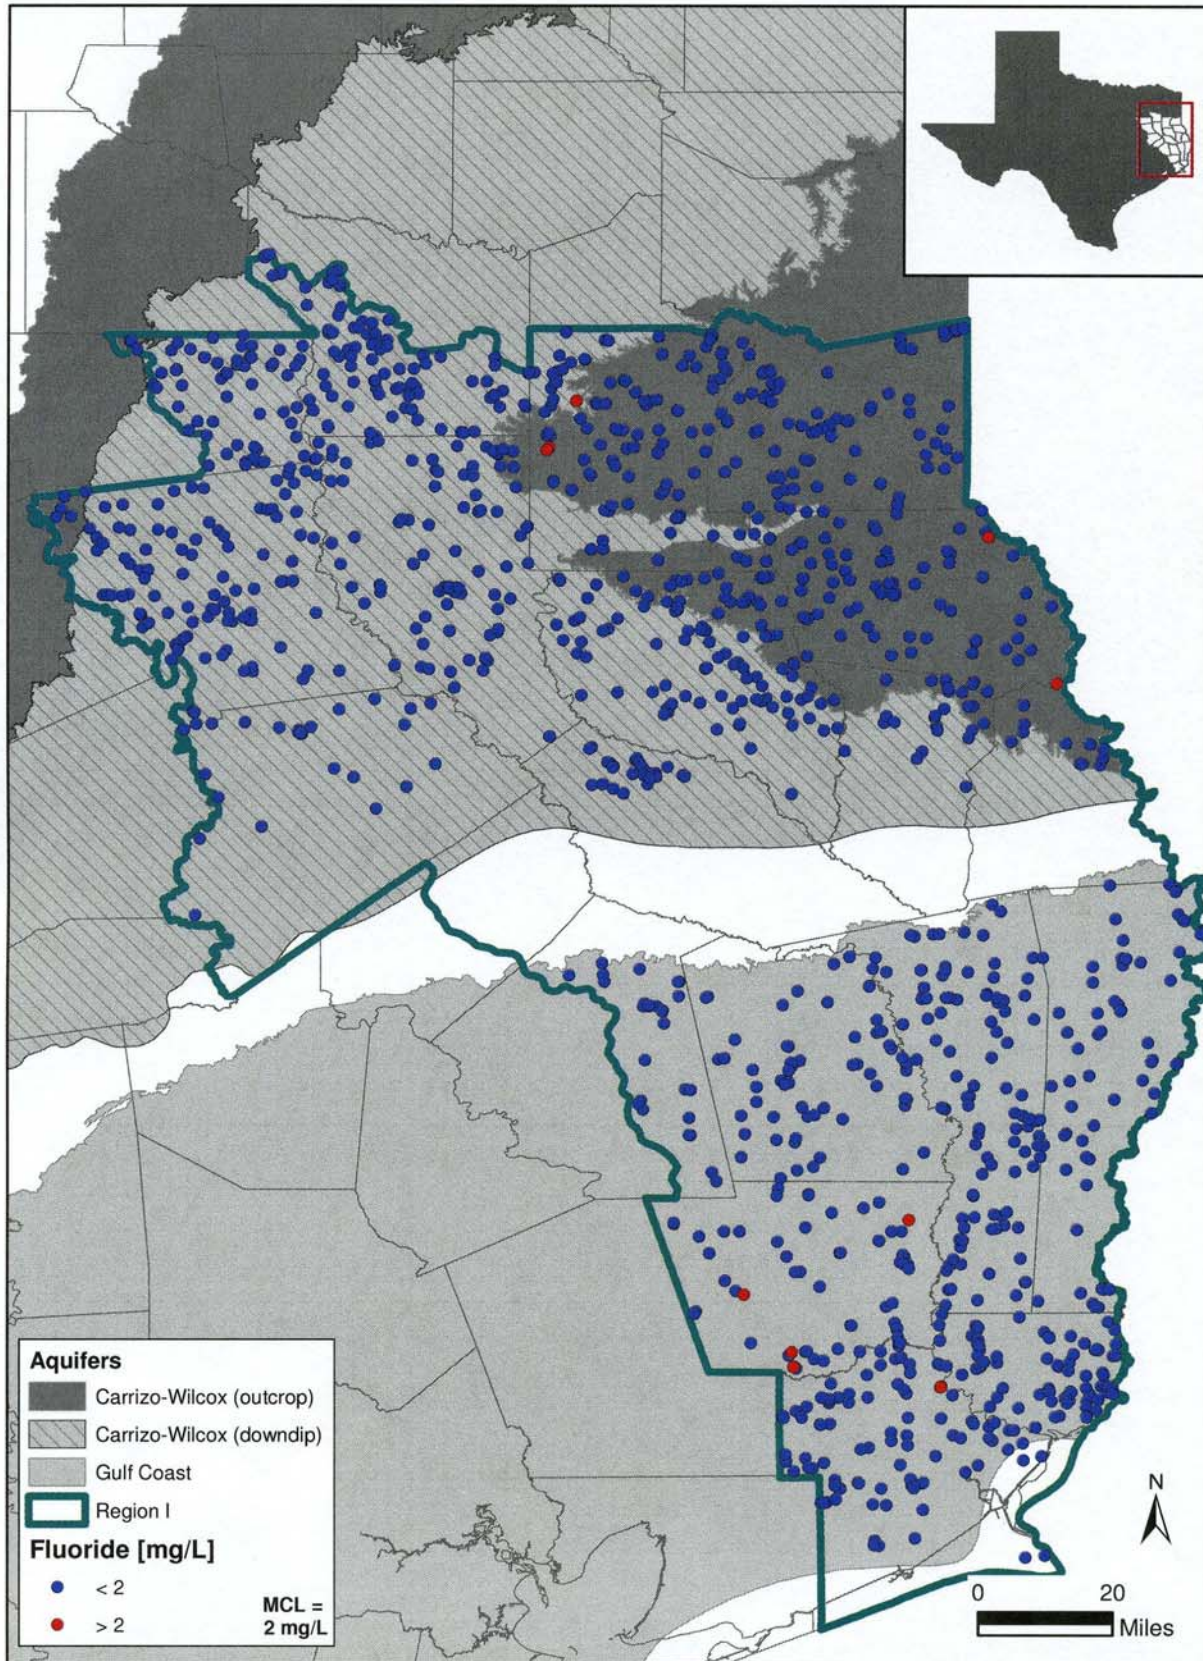 Aquifers
Carrizo-Wilcox (outcrop)
Carrizo-Wilcox (downdip)
Gulf Coast
Region I
Fluoride [mg/L]
< 2
> 2
MCL =
2 mg/L
N
0 20
Miles